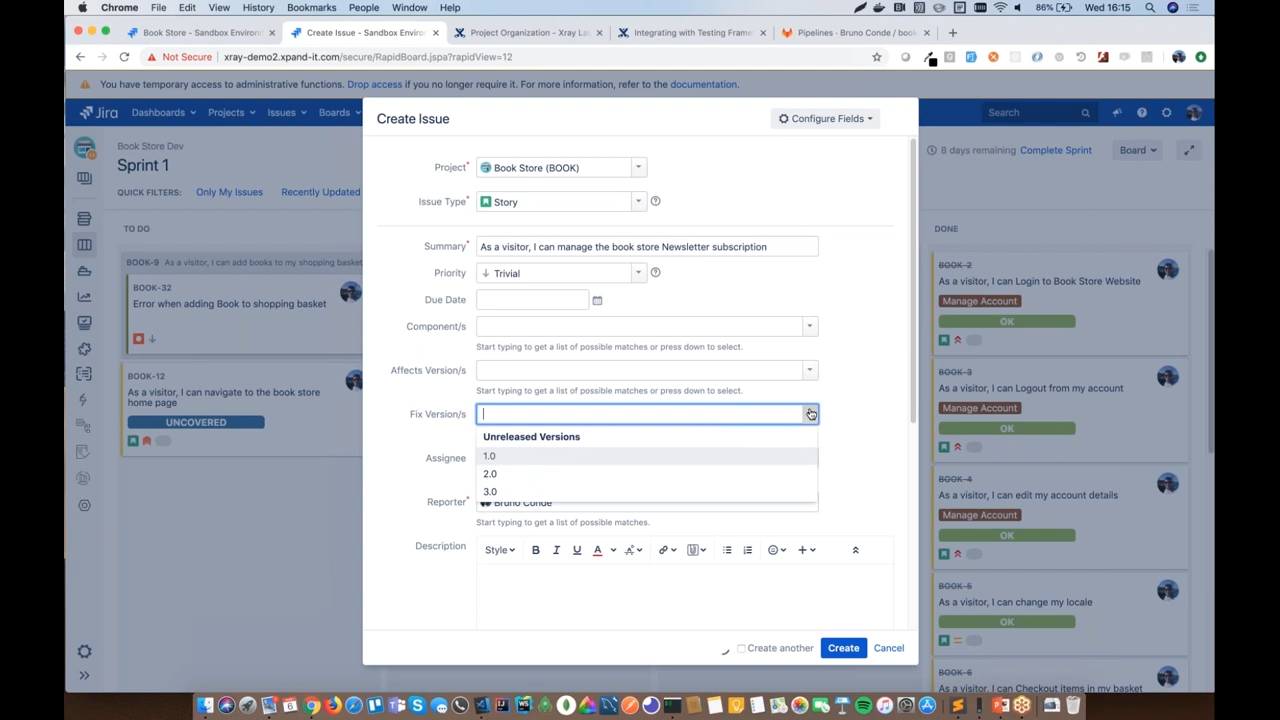 Chrome File Edit View History Bookmarks People Window Help 86% Wed 16:15
Book Store - Sandbox Environ Create Issue - Sandbox Environ Project Organization - Xray La Integrating with Testing Frame Pipelines - Bruno Conde / book
Not Secure xray-demo2.xpand-it.com/secure/RapidBoard.jspa?rapidView=12
You have temporary access to administrative functions. Drop access if you no longer require it. For more information, refer to the documentation.
Jira Dashboards Projects Issues Boards Search
Book Store Dev
Sprint 1
8 days remaining Complete Sprint Board
QUICK FILTERS: Only My Issues Recently Updated
TO DO
BOOK-9 As a visitor, I can add books to my shopping basket
BOOK-32
Error when adding Book to shopping basket
BOOK-12
As a visitor, I can navigate to the book store
home page
UNCOVERED
Create Issue
Configure Fields
Project* Book Store (BOOK)
Issue Type* Story
Summary* As a visitor, I can manage the book store Newsletter subscription
Priority Trivial
Due Date
Component/s
Start typing to get a list of possible matches or press down to select.
Affects Version/s
Start typing to get a list of possible matches or press down to select.
Fix Version/s
Unreleased Versions
1.0
2.0
3.0
Assignee
Reporter* Bruno Conde
Start typing to get a list of possible matches.
Description Style B I U A
Create another Create Cancel
DONE
BOOK-2
As a visitor, I can Login to Book Store Website
Manage Account
OK
BOOK-3
As a visitor, I can Logout from my account
Manage Account
OK
BOOK-4
As a visitor, I can edit my account details
Manage Account
OK
BOOK-5
As a visitor, I can change my locale
OK
BOOK-6
As a visitor, I can Checkout items in my basket